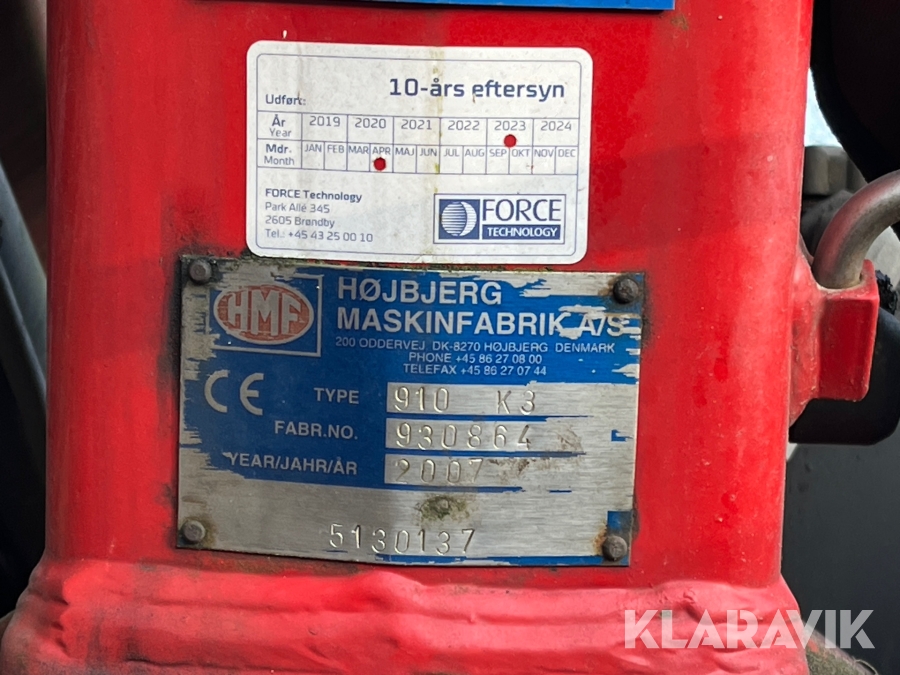 10-års eftersyn
Udført:
År 2019 2020 2021 2022 2023 2024
Year
Mdr. JAN FEB MAR APR MAJ JUN JUL AUG SEP OKT NOV DEC
Month
FORCE Technology
Park Allé 345
2605 Brøndby
Tel.: +45 43 25 00 10
FORCE
TECHNOLOGY
HMF
HØJBJERG
MASKINFABRIK A/S
200 ODDERVEJ. DK-8270 HØJBJERG DENMARK
PHONE +45 86 27 08 00
TELEFAX +45 86 27 07 44
CE
TYPE 910 K3
FABR.NO. 930864
YEAR/JAHR/ÅR 2007
5130137
KLARAVIK